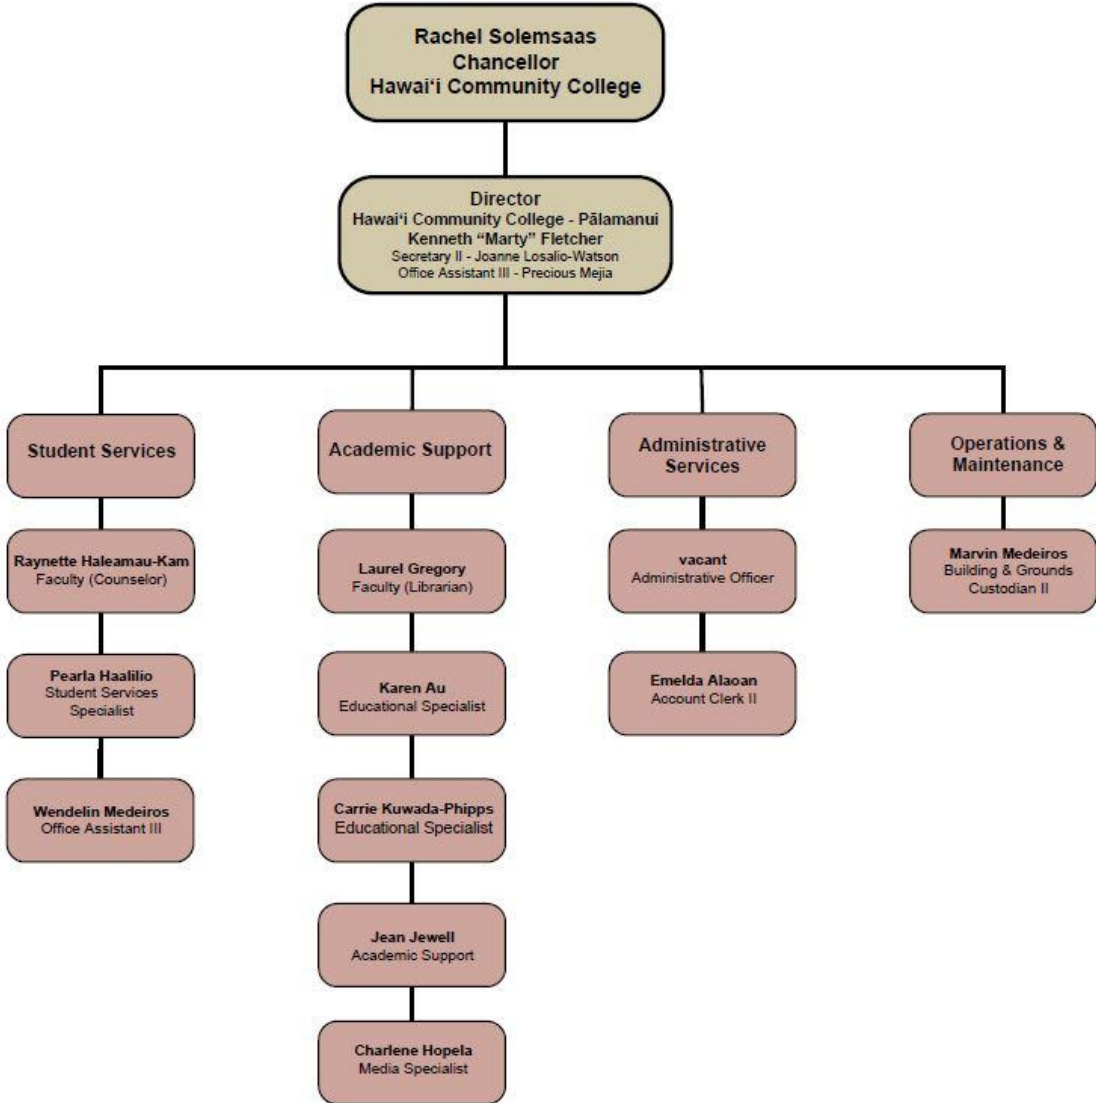 Rachel Solemsaas
Chancellor
Hawai‘i Community College
Director
Hawai‘i Community College - Pālamanui
Kenneth “Marty” Fletcher
Secretary II - Joanne Losalio-Watson
Office Assistant III - Precious Mejia
Student Services
Raynette Haleamau-Kam
Faculty (Counselor)
Pearla Haalilio
Student Services
Specialist
Wendelin Medeiros
Office Assistant III
Academic Support
Laurel Gregory
Faculty (Librarian)
Karen Au
Educational Specialist
Carrie Kuwada-Phipps
Educational Specialist
Jean Jewell
Academic Support
Charlene Hopela
Media Specialist
Administrative
Services
vacant
Administrative Officer
Emelda Alaoan
Account Clerk II
Operations &
Maintenance
Marvin Medeiros
Building & Grounds
Custodian II